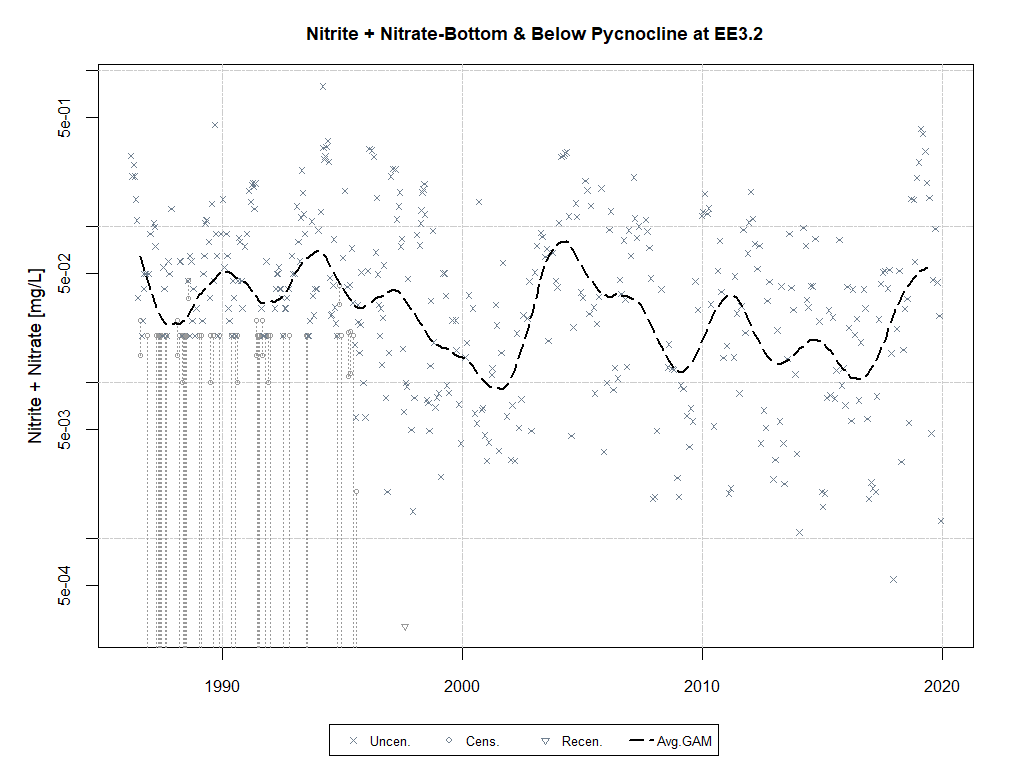 Nitrite + Nitrate-Bottom & Below Pycnocline at EE3.2
Nitrite + Nitrate [mg/L]
5e-01
5e-02
5e-03
5e-04
1990 2000 2010 2020
Uncen. Cens. Recen. Avg.GAM